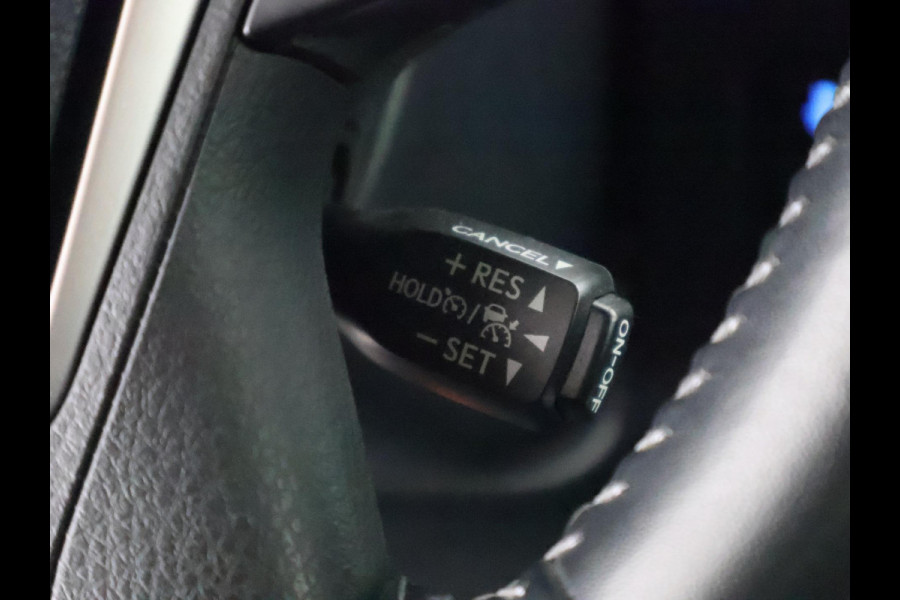 CANCEL▼
+ RES ▲
HOLD / ◀
− SET ▼
ON–OFF